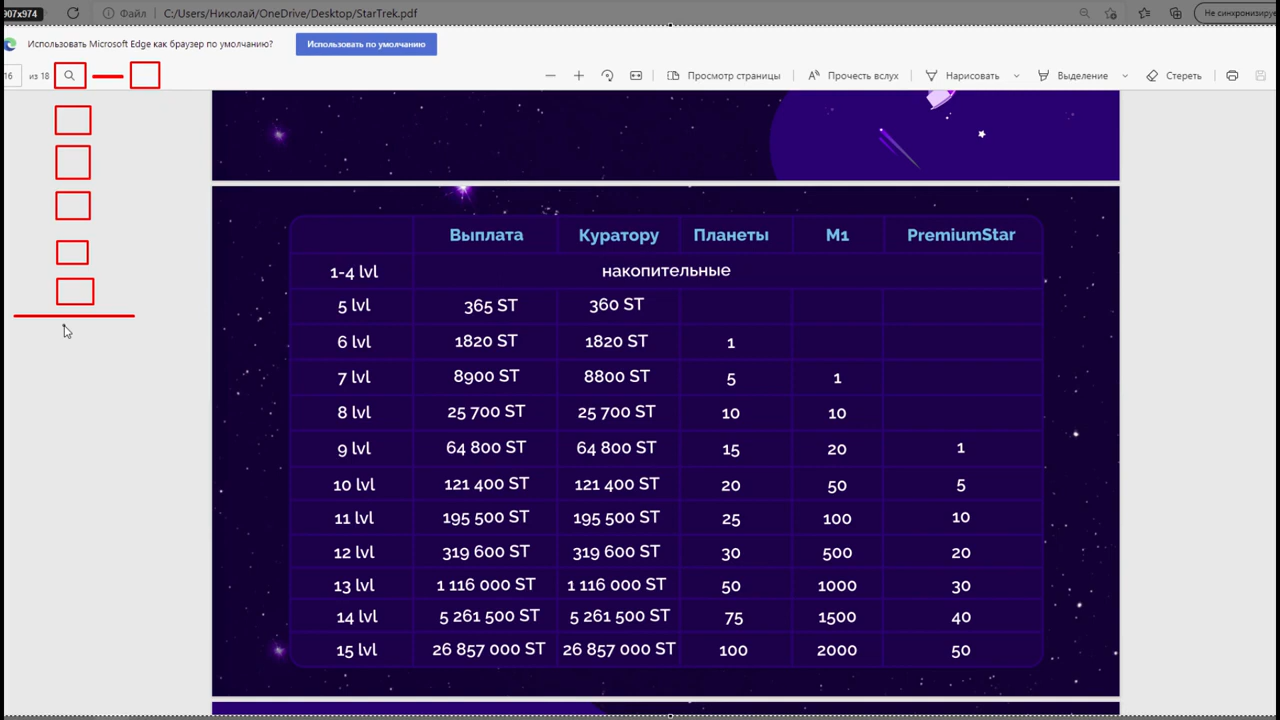 907x974
Файл C:/Users/Николай/OneDrive/Desktop/StarTrek.pdf Не синхронизируе
Использовать Microsoft Edge как браузер по умолчанию? Использовать по умолчанию
16 из 18 Просмотр страницы Прочесть вслух Нарисовать Выделение Стереть
Выплата Куратору Планеты M1 PremiumStar
1-4 lvl накопительные
5 lvl 365 ST 360 ST
6 lvl 1820 ST 1820 ST 1
7 lvl 8900 ST 8800 ST 5 1
8 lvl 25 700 ST 25 700 ST 10 10
9 lvl 64 800 ST 64 800 ST 15 20 1
10 lvl 121 400 ST 121 400 ST 20 50 5
11 lvl 195 500 ST 195 500 ST 25 100 10
12 lvl 319 600 ST 319 600 ST 30 500 20
13 lvl 1 116 000 ST 1 116 000 ST 50 1000 30
14 lvl 5 261 500 ST 5 261 500 ST 75 1500 40
15 lvl 26 857 000 ST 26 857 000 ST 100 2000 50